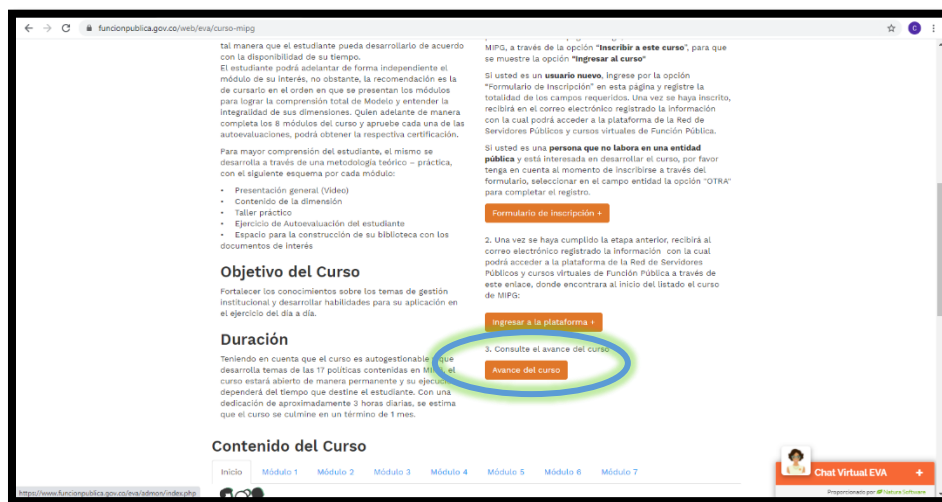 funcionpublica.gov.co/web/eva/curso-mipg
C
tal manera que el estudiante pueda desarrollarlo de acuerdo
con la disponibilidad de su tiempo.
El estudiante podrá adelantar de forma independiente el
módulo de su interés, no obstante, la recomendación es la
de cursarlo en el orden en que se presentan los módulos
para lograr la comprensión total de Modelo y entender la
integralidad de sus dimensiones. Quien adelante de manera
completa los 8 módulos del curso y apruebe cada una de las
autoevaluaciones, podrá obtener la respectiva certificación.
Para mayor comprensión del estudiante, el mismo se
desarrolla a través de una metodología teórico – práctica,
con el siguiente esquema por cada módulo:
• Presentación general (Video)
• Contenido de la dimensión
• Taller práctico
• Ejercicio de Autoevaluación del estudiante
• Espacio para la construcción de su biblioteca con los
documentos de interés
Objetivo del Curso
Fortalecer los conocimientos sobre los temas de gestión
institucional y desarrollar habilidades para su aplicación en
el ejercicio del día a día.
Duración
Teniendo en cuenta que el curso es autogestionable y que
desarrolla temas de las 17 políticas contenidas en MIPG, el
curso estará abierto de manera permanente y su ejecución
dependerá del tiempo que destine el estudiante. Con una
dedicación de aproximadamente 3 horas diarias, se estima
que el curso se culmine en un término de 1 mes.
MIPG, a través de la opción "Inscribir a este curso", para que
se muestre la opción "Ingresar al curso"
Si usted es un usuario nuevo, ingrese por la opción
"Formulario de Inscripción" en esta página y registre la
totalidad de los campos requeridos. Una vez se haya inscrito,
recibirá en el correo electrónico registrado la información
con la cual podrá acceder a la plataforma de la Red de
Servidores Públicos y cursos virtuales de Función Pública.
Si usted es una persona que no labora en una entidad
pública y está interesada en desarrollar el curso, por favor
tenga en cuenta al momento de inscribirse a través del
formulario, seleccionar en el campo entidad la opción "OTRA"
para completar el registro.
Formulario de inscripción +
2. Una vez se haya cumplido la etapa anterior, recibirá al
correo electrónico registrado la información con la cual
podrá acceder a la plataforma de la Red de Servidores
Públicos y cursos virtuales de Función Pública a través de
este enlace, donde encontrara al inicio del listado el curso
de MIPG:
Ingresar a la plataforma +
3. Consulte el avance del curso
Avance del curso
Contenido del Curso
Inicio Módulo 1 Módulo 2 Módulo 3 Módulo 4 Módulo 5 Módulo 6 Módulo 7
Chat Virtual EVA +
Proporcionado por Natura Software
https://www.funcionpublica.gov.co/eva/admon/index.php